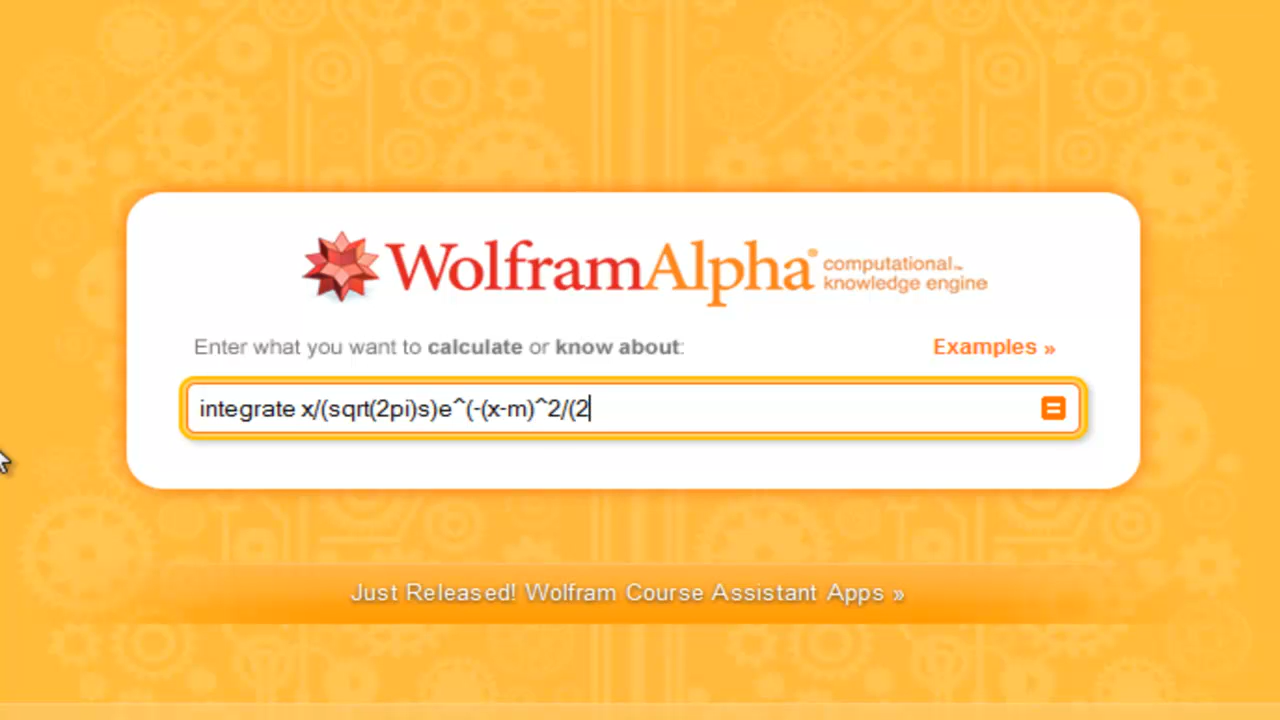 WolframAlpha computational™ knowledge engine
Enter what you want to calculate or know about:
Examples »
integrate x/(sqrt(2pi)s)e^(-(x-m)^2/(2
Just Released! Wolfram Course Assistant Apps »